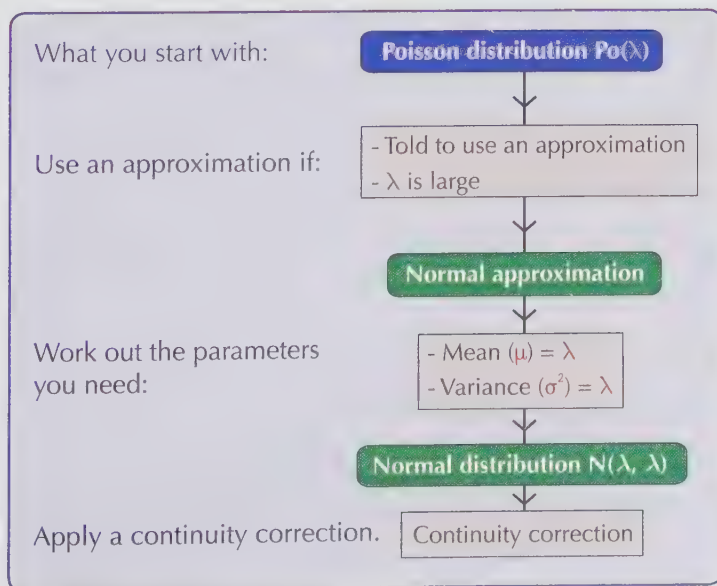 What you start with:
Poisson distribution Po(λ)
Use an approximation if:
- Told to use an approximation
- λ is large
Normal approximation
Work out the parameters
you need:
- Mean (μ) = λ
- Variance (σ²) = λ
Normal distribution N(λ, λ)
Apply a continuity correction.
Continuity correction